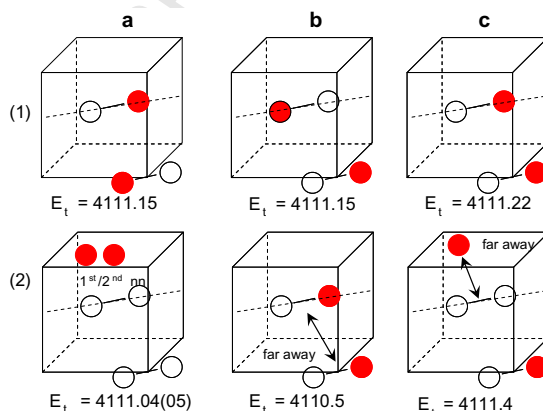 a b c
(1)
E_t = 4111.15 E_t = 4111.15 E_t = 4111.22
(2)
1st/2nd nn
far away
far away
E_t = 4111.04(05) E_t = 4110.5 E_t = 4111.4